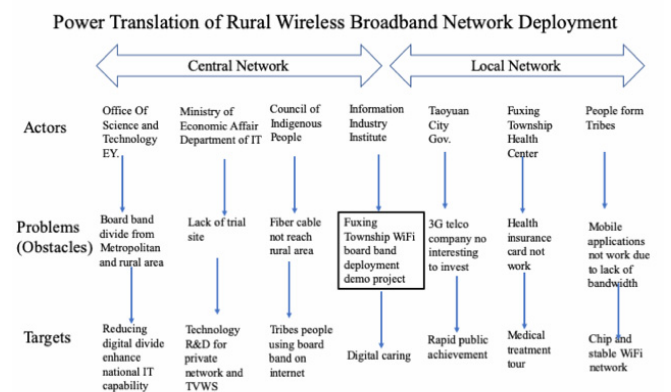 Power Translation of Rural Wireless Broadband Network Deployment
Central Network
Local Network
Actors
Office Of
Science and
Technology
EY.
Ministry of
Economic Affair
Department of IT
Council of
Indigenous
People
Information
Industry
Institute
Taoyuan
City
Gov.
Fuxing
Township
Health
Center
People form
Tribes
Problems
(Obstacles)
Board band
divide from
Metropolitan
and rural area
Lack of trial
site
Fiber cable
not reach
rural area
Fuxing
Township WiFi
board band
deployment
demo project
3G telco
company no
interesting
to invest
Health
insurance
card not
work
Mobile
applications
not work due
to lack of
bandwidth
Targets
Reducing
digital divide
enhance
national IT
capability
Technology
R&D for
private
network and
TVWS
Tribes people
using board
band on
internet
Digital caring
Rapid public
achievement
Medical
treatment
tour
Chip and
stable WiFi
network